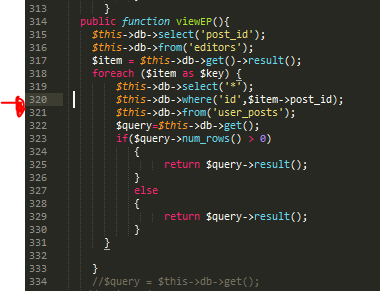 313 }
314 public function viewEP(){
315 $this->db->select('post_id');
316 $this->db->from('editors');
317 $item = $this->db->get()->result();
318 foreach ($item as $key) {
319 $this->db->select('*');
320 $this->db->where('id',$item->post_id);
321 $this->db->from('user_posts');
322 $query=$this->db->get();
323 if($query->num_rows() > 0)
324 {
325 return $query->result();
326 }
327 else
328 {
329 return $query->result();
330 }
331 }
332
333 }
334 //$query = $this->db->get();